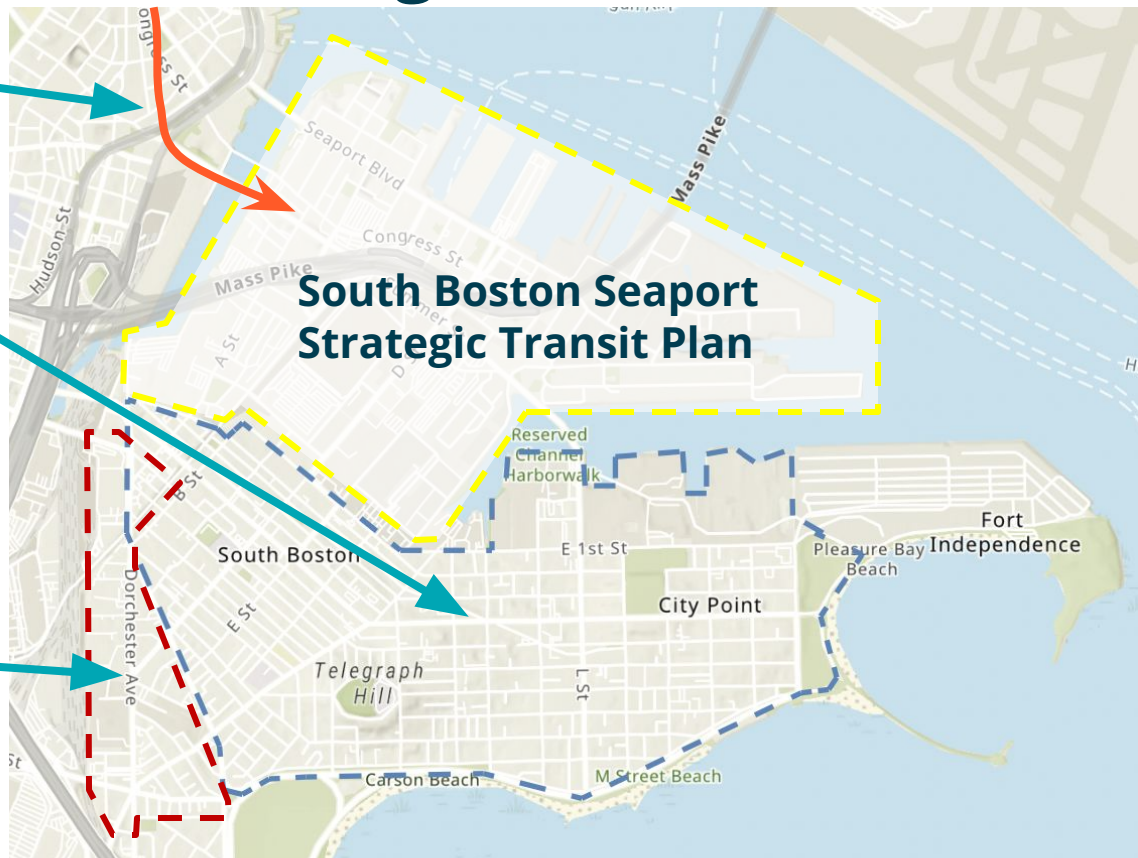 Congress St
Seaport Blvd
Mass Pike
Hudson St
Congress St
Mass Pike
South Boston Seaport
Strategic Transit Plan
A St
Reserved
Channel
Harborwalk
B St
South Boston
E 1st St
Fort
Independence
Pleasure Bay
Beach
Dorchester Ave
E St
City Point
Telegraph
Hill
L St
St
Carson Beach
M Street Beach